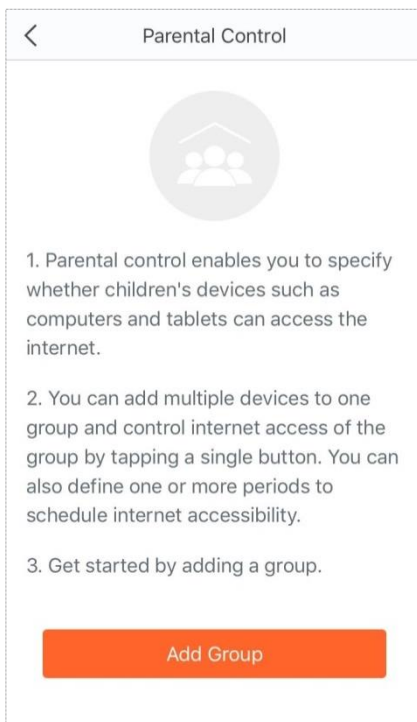 Parental Control
1. Parental control enables you to specify
whether children's devices such as
computers and tablets can access the
internet.
2. You can add multiple devices to one
group and control internet access of the
group by tapping a single button. You can
also define one or more periods to
schedule internet accessibility.
3. Get started by adding a group.
Add Group